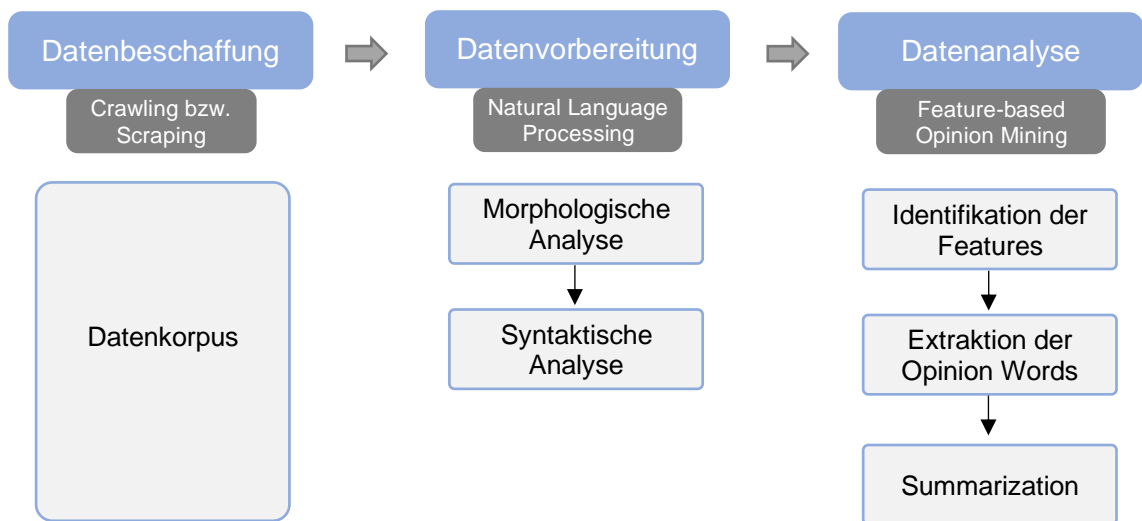 Datenbeschaffung
Crawling bzw.
Scraping
Datenkorpus
Datenvorbereitung
Natural Language
Processing
Morphologische
Analyse
Syntaktische
Analyse
Datenanalyse
Feature-based
Opinion Mining
Identifikation der
Features
Extraktion der
Opinion Words
Summarization